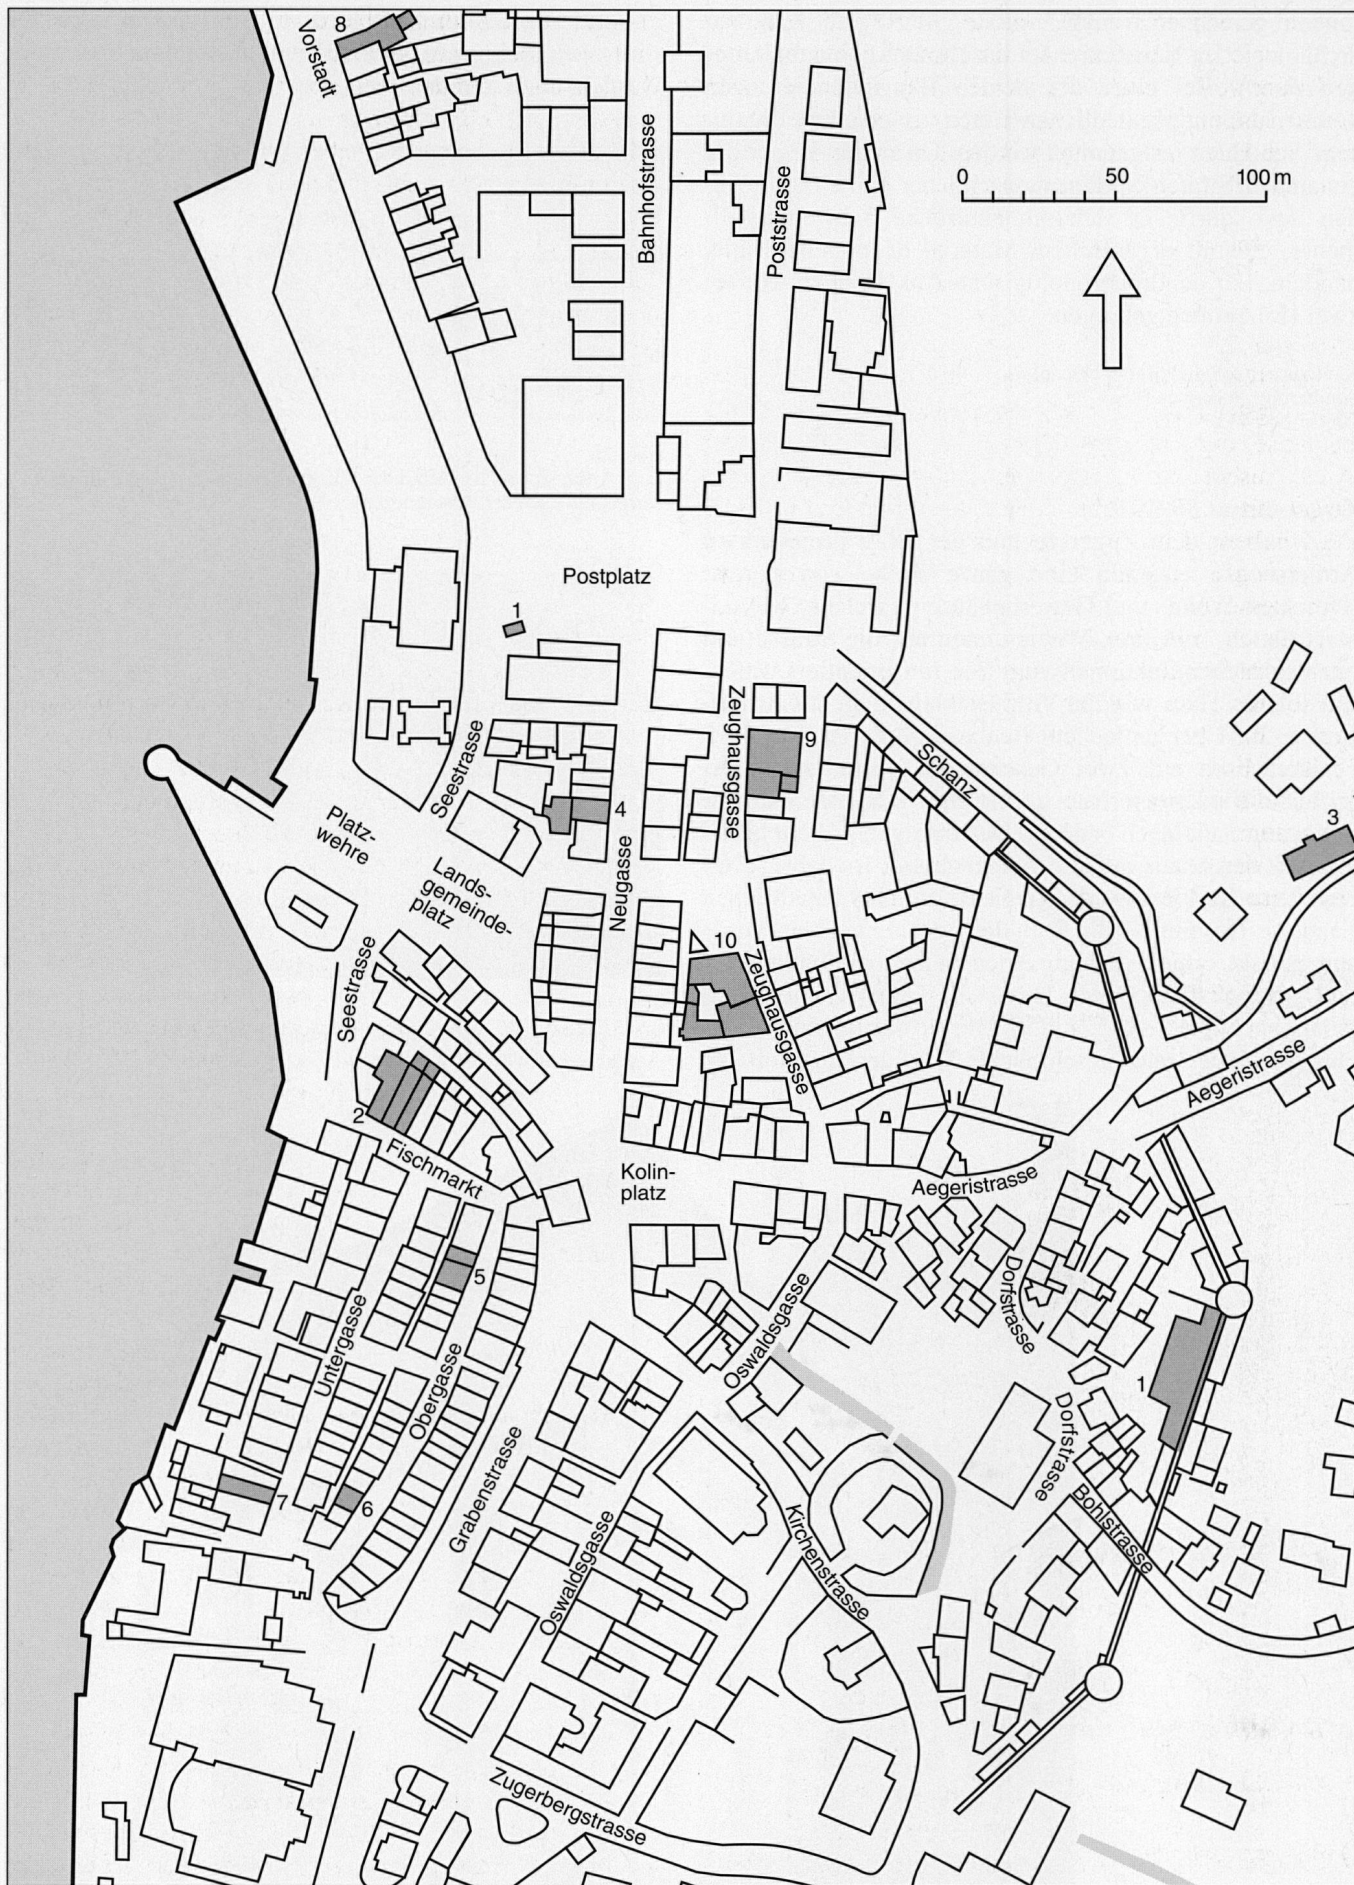 8
Vorstadt
Bahnhofstrasse
Poststrasse
0 50 100 m
Postplatz
1
Zeughausgasse
9
Schanz
Seestrasse
4
3
Platz-
wehre
Lands-
gemeinde-
platz
Neugasse
10
Zeughausgasse
Seestrasse
Aegeristrasse
2
Fischmarkt
Kolin-
platz
Aegeristrasse
5
Dorfstrasse
Oswaldsgasse
Untergasse
Obergasse
1
Dorfstrasse
Grabenstrasse
7
6
Bohlstrasse
Kirchenstrasse
Oswaldsgasse
Zugerbergstrasse